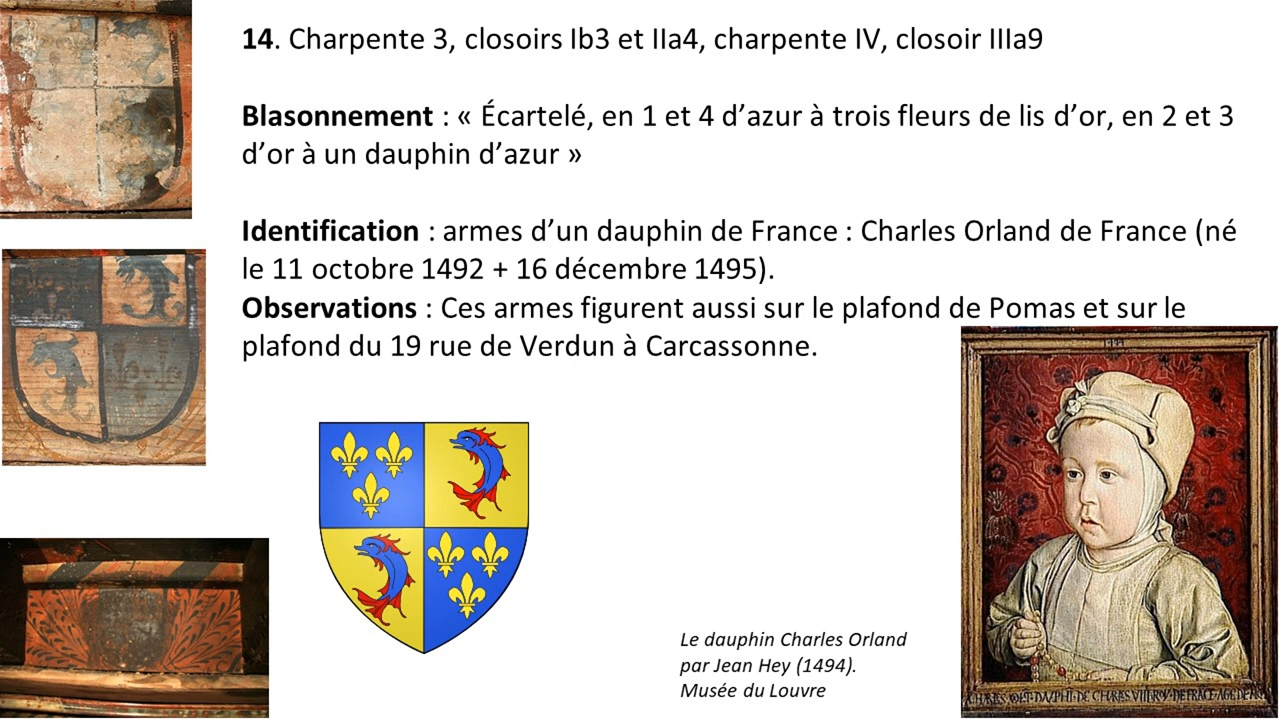 14. Charpente 3, closoirs Ib3 et IIa4, charpente IV, closoir IIIa9
Blasonnement : « Écartelé, en 1 et 4 d’azur à trois fleurs de lis d’or, en 2 et 3
d’or à un dauphin d’azur »
Identification : armes d’un dauphin de France : Charles Orland de France (né
le 11 octobre 1492 + 16 décembre 1495).
Observations : Ces armes figurent aussi sur le plafond de Pomas et sur le
plafond du 19 rue de Verdun à Carcassonne.
Le dauphin Charles Orland
par Jean Hey (1494).
Musée du Louvre